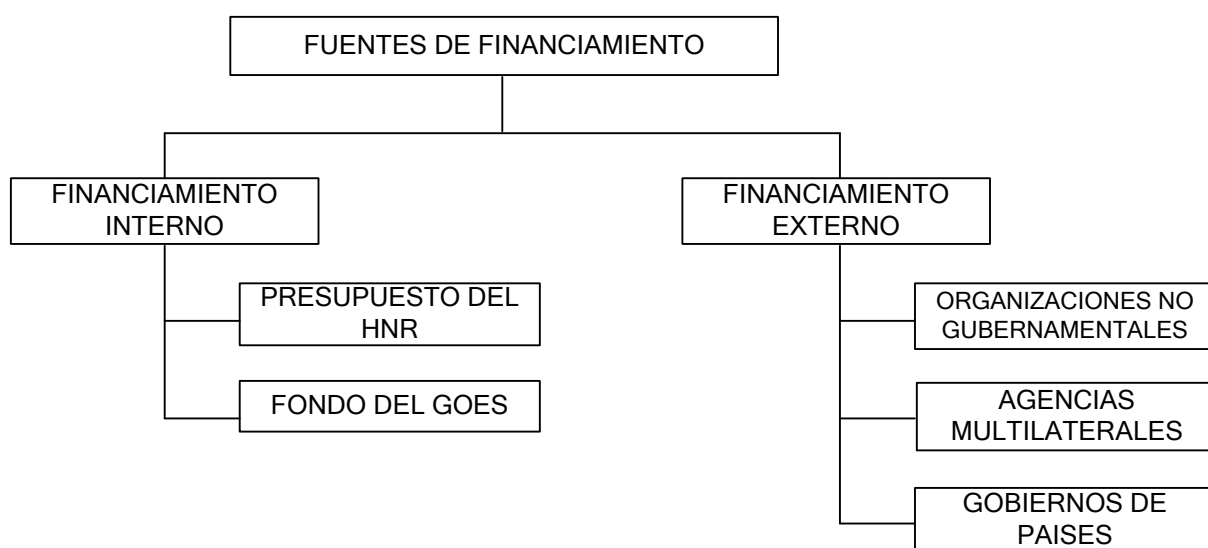 FUENTES DE FINANCIAMIENTO
FINANCIAMIENTO
INTERNO
PRESUPUESTO DEL
HNR
FONDO DEL GOES
FINANCIAMIENTO
EXTERNO
ORGANIZACIONES NO
GUBERNAMENTALES
AGENCIAS
MULTILATERALES
GOBIERNOS DE
PAISES